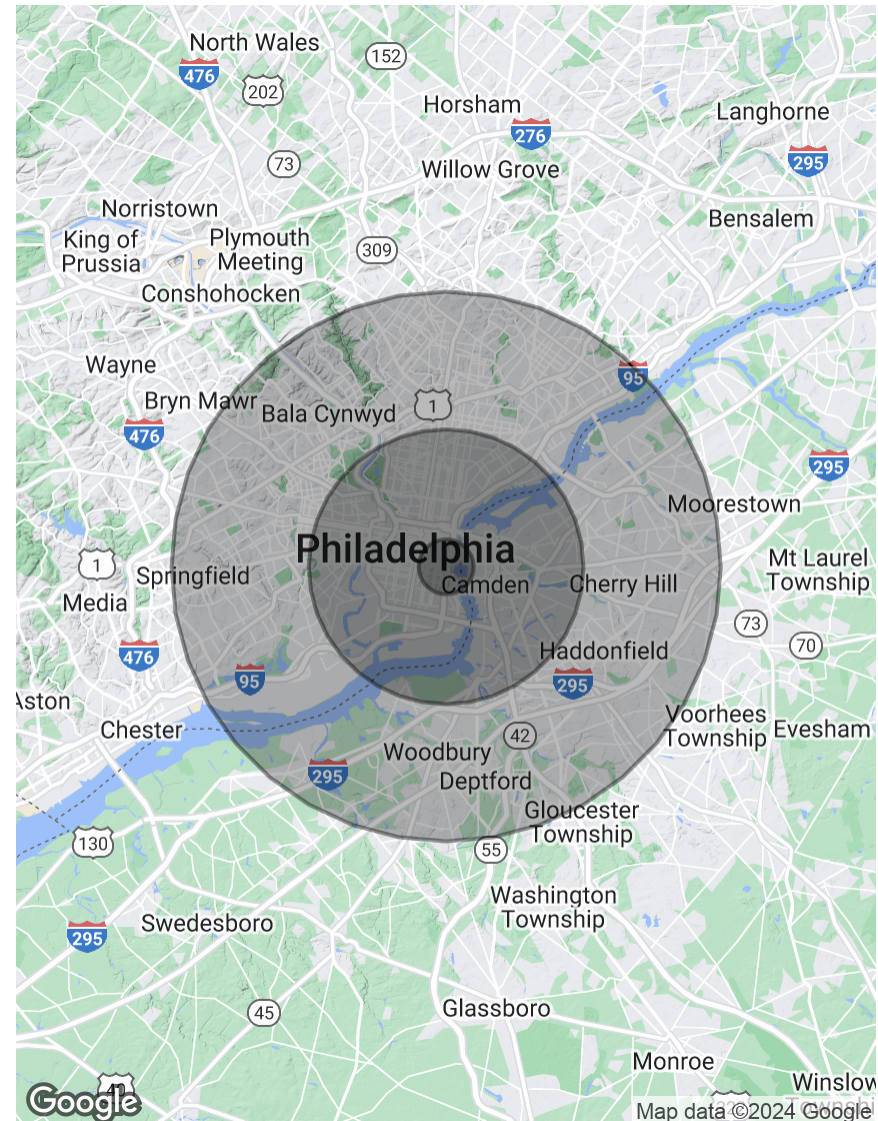 North Wales
152
476
202
Horsham
Langhorne
276
295
73
Willow Grove
Norristown
Bensalem
King of
Prussia
Plymouth
Meeting
309
Conshohocken
Wayne
95
Bryn Mawr
Bala Cynwyd
1
476
295
Moorestown
Philadelphia
1
Springfield
Camden
Cherry Hill
Mt Laurel
Township
Media
73
70
476
Haddonfield
95
295
Aston
Chester
42
Voorhees
Township
Evesham
Woodbury
295
Deptford
Gloucester
Township
130
55
Washington
Township
Swedesboro
295
45
Glassboro
Monroe
Winslow
40
Google
Map data ©2024 Google